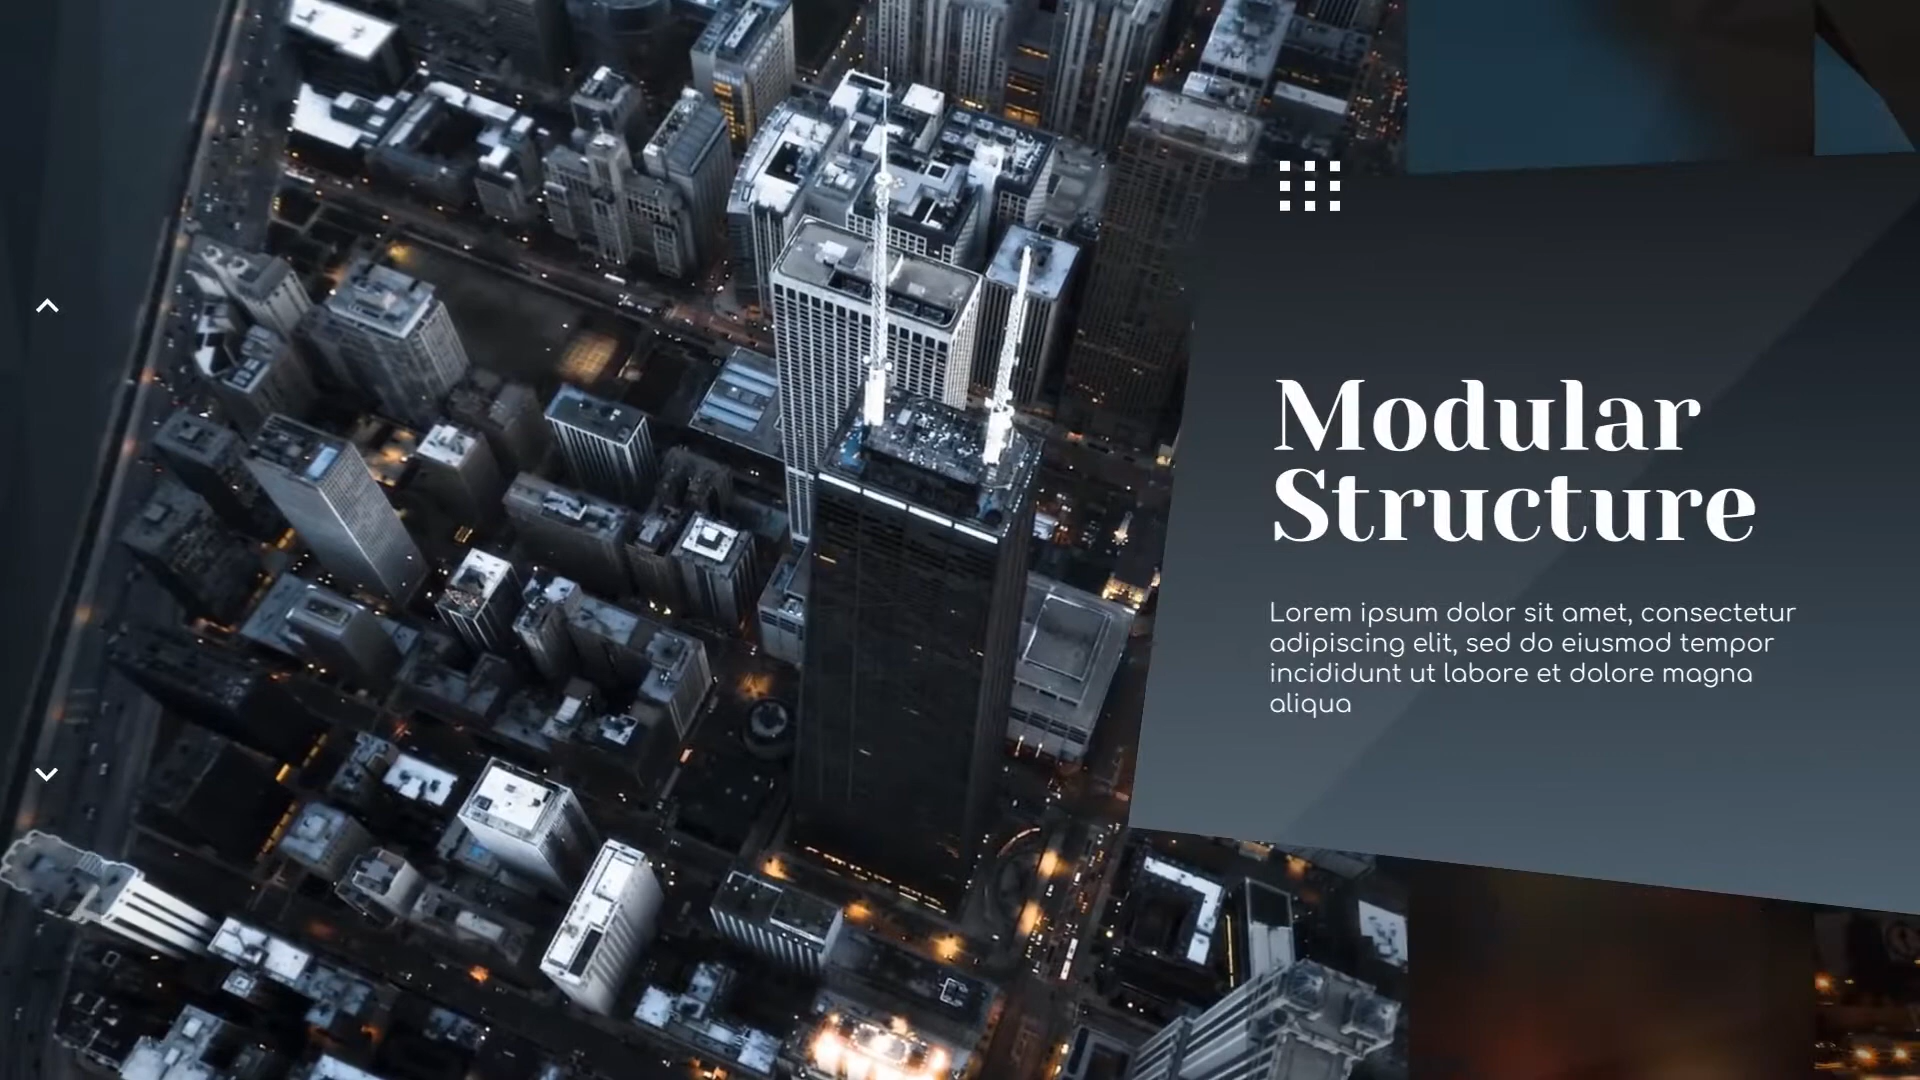 Modular
Structure
Lorem ipsum dolor sit amet, consectetur
adipiscing elit, sed do eiusmod tempor
incididunt ut labore et dolore magna
aliqua